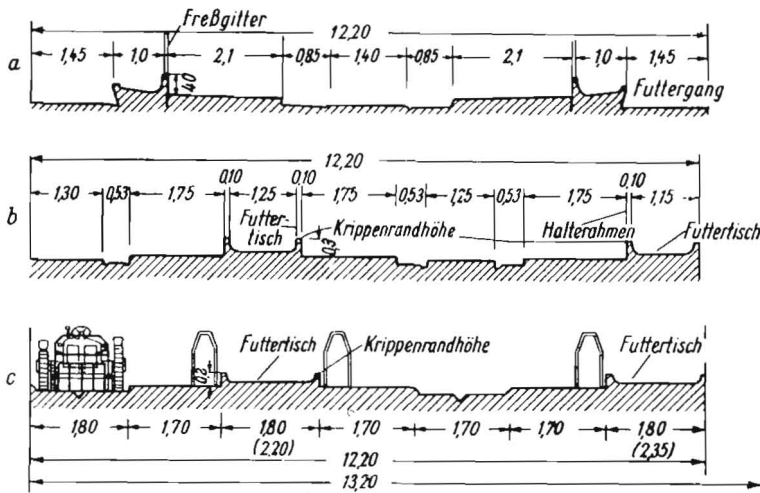 Freßgitter
12,20
1,45 1,0 2,1 0,85 1,40 0,85 2,1 1,0 1,45
a
40
Futtergang
12,20
0,10 0,10 0,10
1,30 0,53 1,75 1,25 1,75 0,53 1,25 0,53 1,75 1,15
b
Futter-
tisch
Krippenrandhöhe
0,3
Halterahmen
Futtertisch
c
Futtertisch
Krippenrandhöhe
Futtertisch
0,2
1,80 1,70 1,80 1,70 1,70 1,70 1,80
(2,20) (2,35)
12,20
13,20